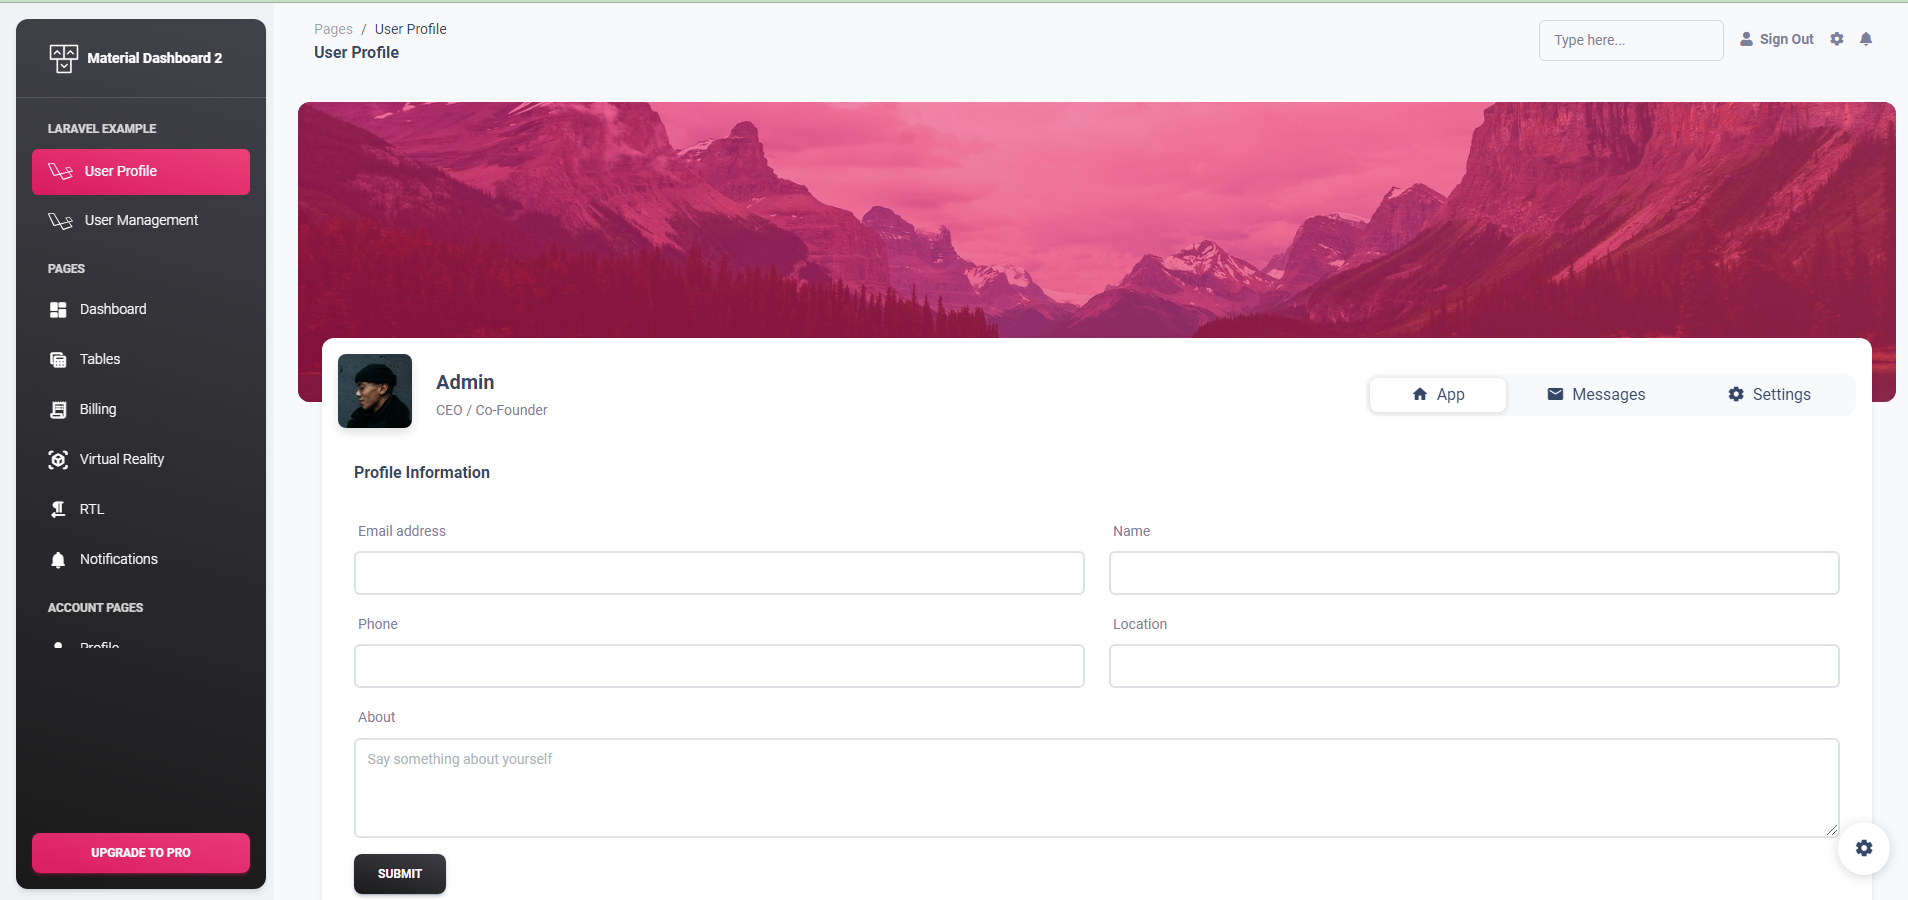 Material Dashboard 2
LARAVEL EXAMPLE
User Profile
User Management
PAGES
Dashboard
Tables
Billing
Virtual Reality
RTL
Notifications
ACCOUNT PAGES
Profile
UPGRADE TO PRO
Pages / User Profile
User Profile
Type here...
Sign Out
Admin
CEO / Co-Founder
App
Messages
Settings
Profile Information
Email address
Name
Phone
Location
About
Say something about yourself
SUBMIT